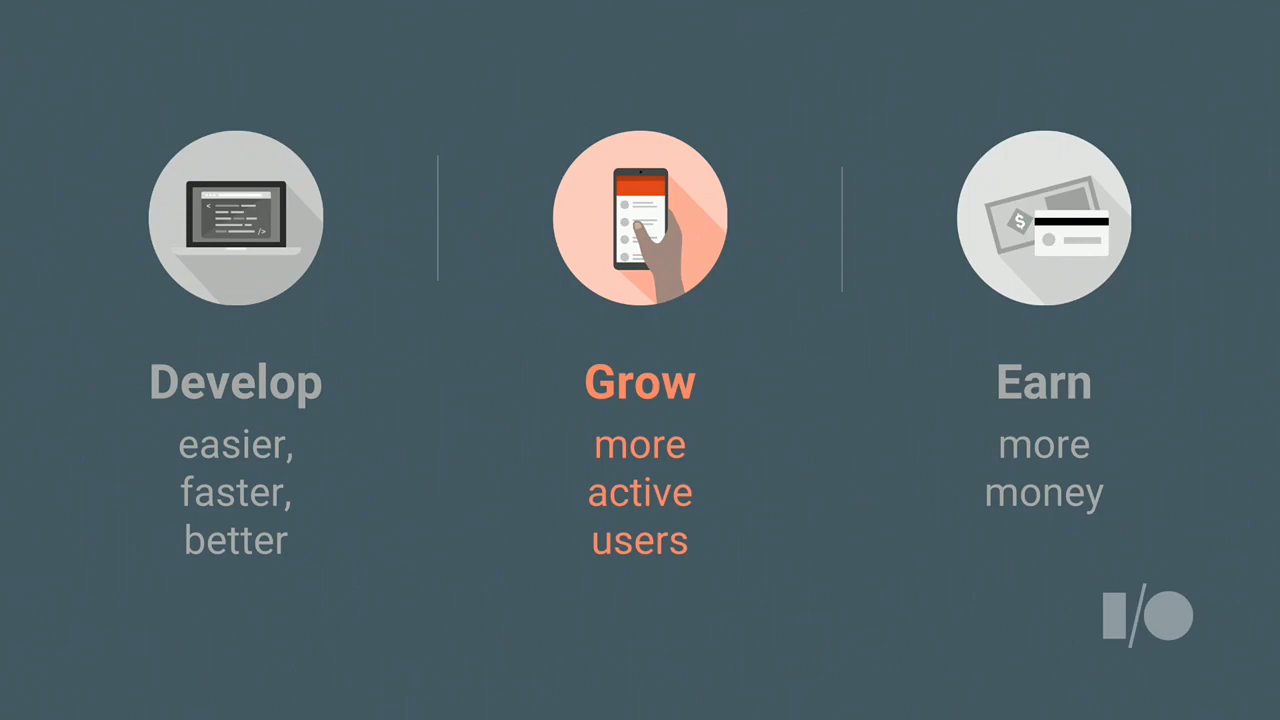 Develop
easier,
faster,
better
Grow
more
active
users
Earn
more
money
$
</>
I/O